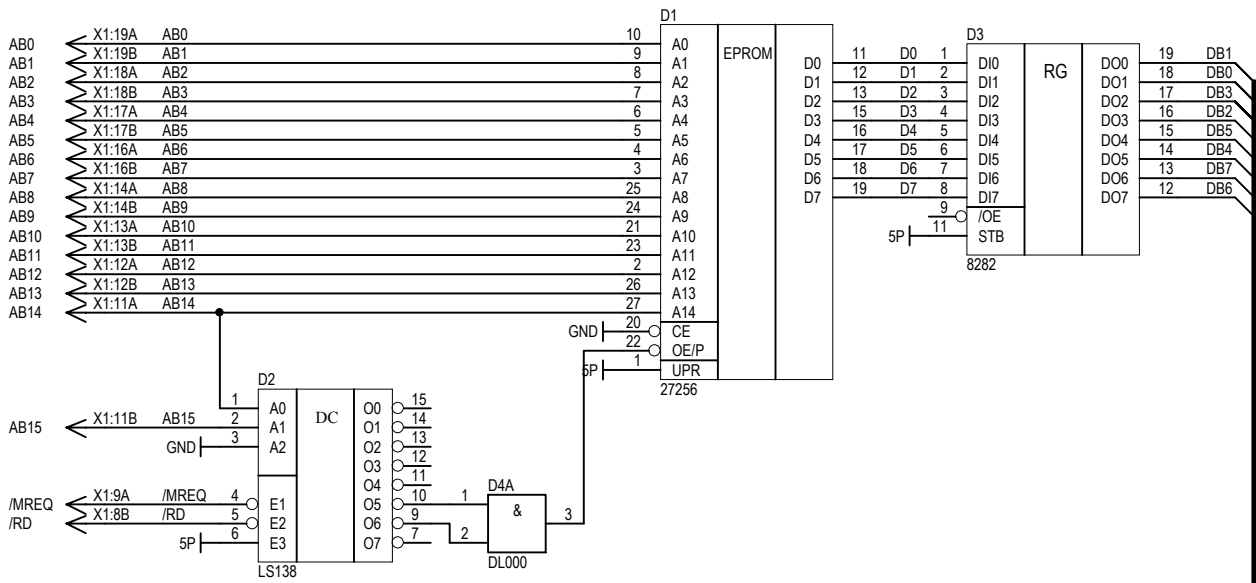 D1
D3
AB0 X1:19A AB0 10 A0 EPROM D0 11 D0 1 DI0 RG DO0 19 DB1
AB1 X1:19B AB1 9 A1 D1 12 D1 2 DI1 DO1 18 DB0
AB2 X1:18A AB2 8 A2 D2 13 D2 3 DI2 DO2 17 DB3
AB3 X1:18B AB3 7 A3 D3 15 D3 4 DI3 DO3 16 DB2
AB4 X1:17A AB4 6 A4 D4 16 D4 5 DI4 DO4 15 DB5
AB5 X1:17B AB5 5 A5 D5 17 D5 6 DI5 DO5 14 DB4
AB6 X1:16A AB6 4 A6 D6 18 D6 7 DI6 DO6 13 DB7
AB7 X1:16B AB7 3 A7 D7 19 D7 8 DI7 DO7 12 DB6
AB8 X1:14A AB8 25 A8 9 /OE
AB9 X1:14B AB9 24 A9 5P 11 STB
AB10 X1:13A AB10 21 A10 8282
AB11 X1:13B AB11 23 A11
AB12 X1:12A AB12 2 A12
AB13 X1:12B AB13 26 A13
AB14 X1:11A AB14 27 A14
GND 20 CE
22 OE/P
5P 1 UPR
27256
D2
1 A0 DC O0 15
AB15 X1:11B AB15 2 A1 O1 14
GND 3 A2 O2 13
O3 12
O4 11
/MREQ X1:9A /MREQ 4 E1 O5 10 1 D4A & 3
/RD X1:8B /RD 5 E2 O6 9 2
5P 6 E3 O7 7 DL000
LS138